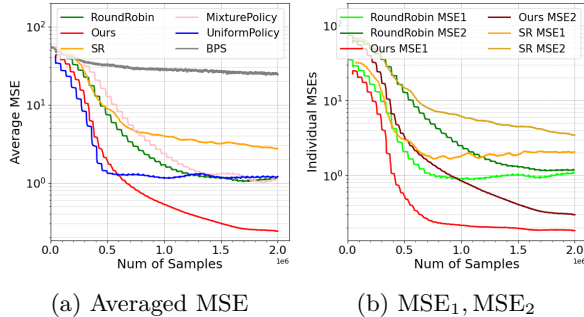 RoundRobin
Ours
SR
MixturePolicy
UniformPolicy
BPS
Average MSE
10²
10¹
10⁰
0.0 0.5 1.0 1.5 2.0
1e6
Num of Samples
(a) Averaged MSE
RoundRobin MSE1
RoundRobin MSE2
Ours MSE1
Ours MSE2
SR MSE1
SR MSE2
Individual MSEs
10²
10¹
10⁰
0.0 0.5 1.0 1.5 2.0
1e6
Num of Samples
(b) MSE₁, MSE₂